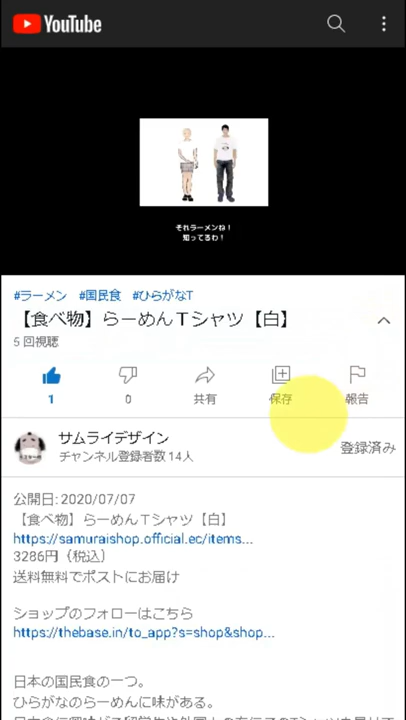 YouTube
それラーメンね！
知ってるわ！
#ラーメン #国民食 #ひらがなT
【食べ物】らーめんTシャツ【白】
5 回視聴
1
0
共有
保存
報告
サムライデザイン
チャンネル登録者数 14人
登録済み
公開日: 2020/07/07
【食べ物】らーめんTシャツ【白】
https://samuraishop.official.ec/items...
3286円（税込）
送料無料でポストにお届け
ショップのフォローはこちら
https://thebase.in/to_app?s=shop&shop...
日本の国民食の一つ。
ひらがなのらーめんに味がある。